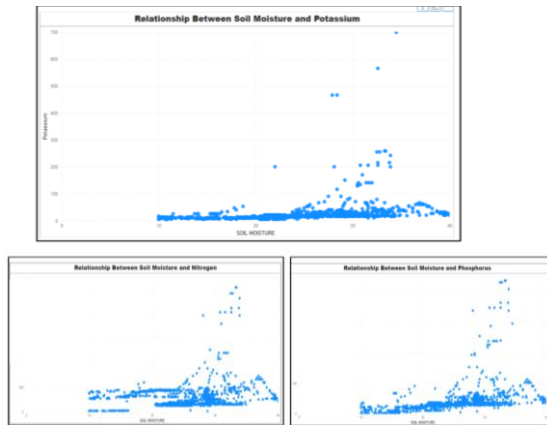 Relationship Between Soil Moisture and Potassium
700
600
500
400
300
200
100
0
Potassium
0
10
20
30
40
SOIL MOISTURE
Relationship Between Soil Moisture and Nitrogen
SOIL MOISTURE
Relationship Between Soil Moisture and Phosphorus
SOIL MOISTURE